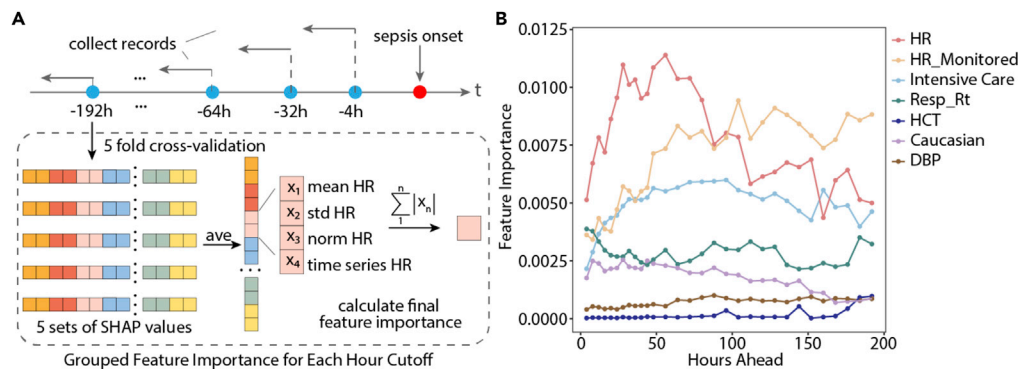 A
collect records
sepsis onset
...
...
t
-192h
-64h
-32h
-4h
5 fold cross-validation
ave
X1 mean HR
X2 std HR
X3 norm HR
X4 time series HR
n
∑|Xn|
1
...
5 sets of SHAP values
calculate final
feature importance
Grouped Feature Importance for Each Hour Cutoff
B
Feature Importance
0.0125
0.0100
0.0075
0.0050
0.0025
0.0000
0
50
100
150
200
Hours Ahead
HR
HR_Monitored
Intensive Care
Resp_Rt
HCT
Caucasian
DBP